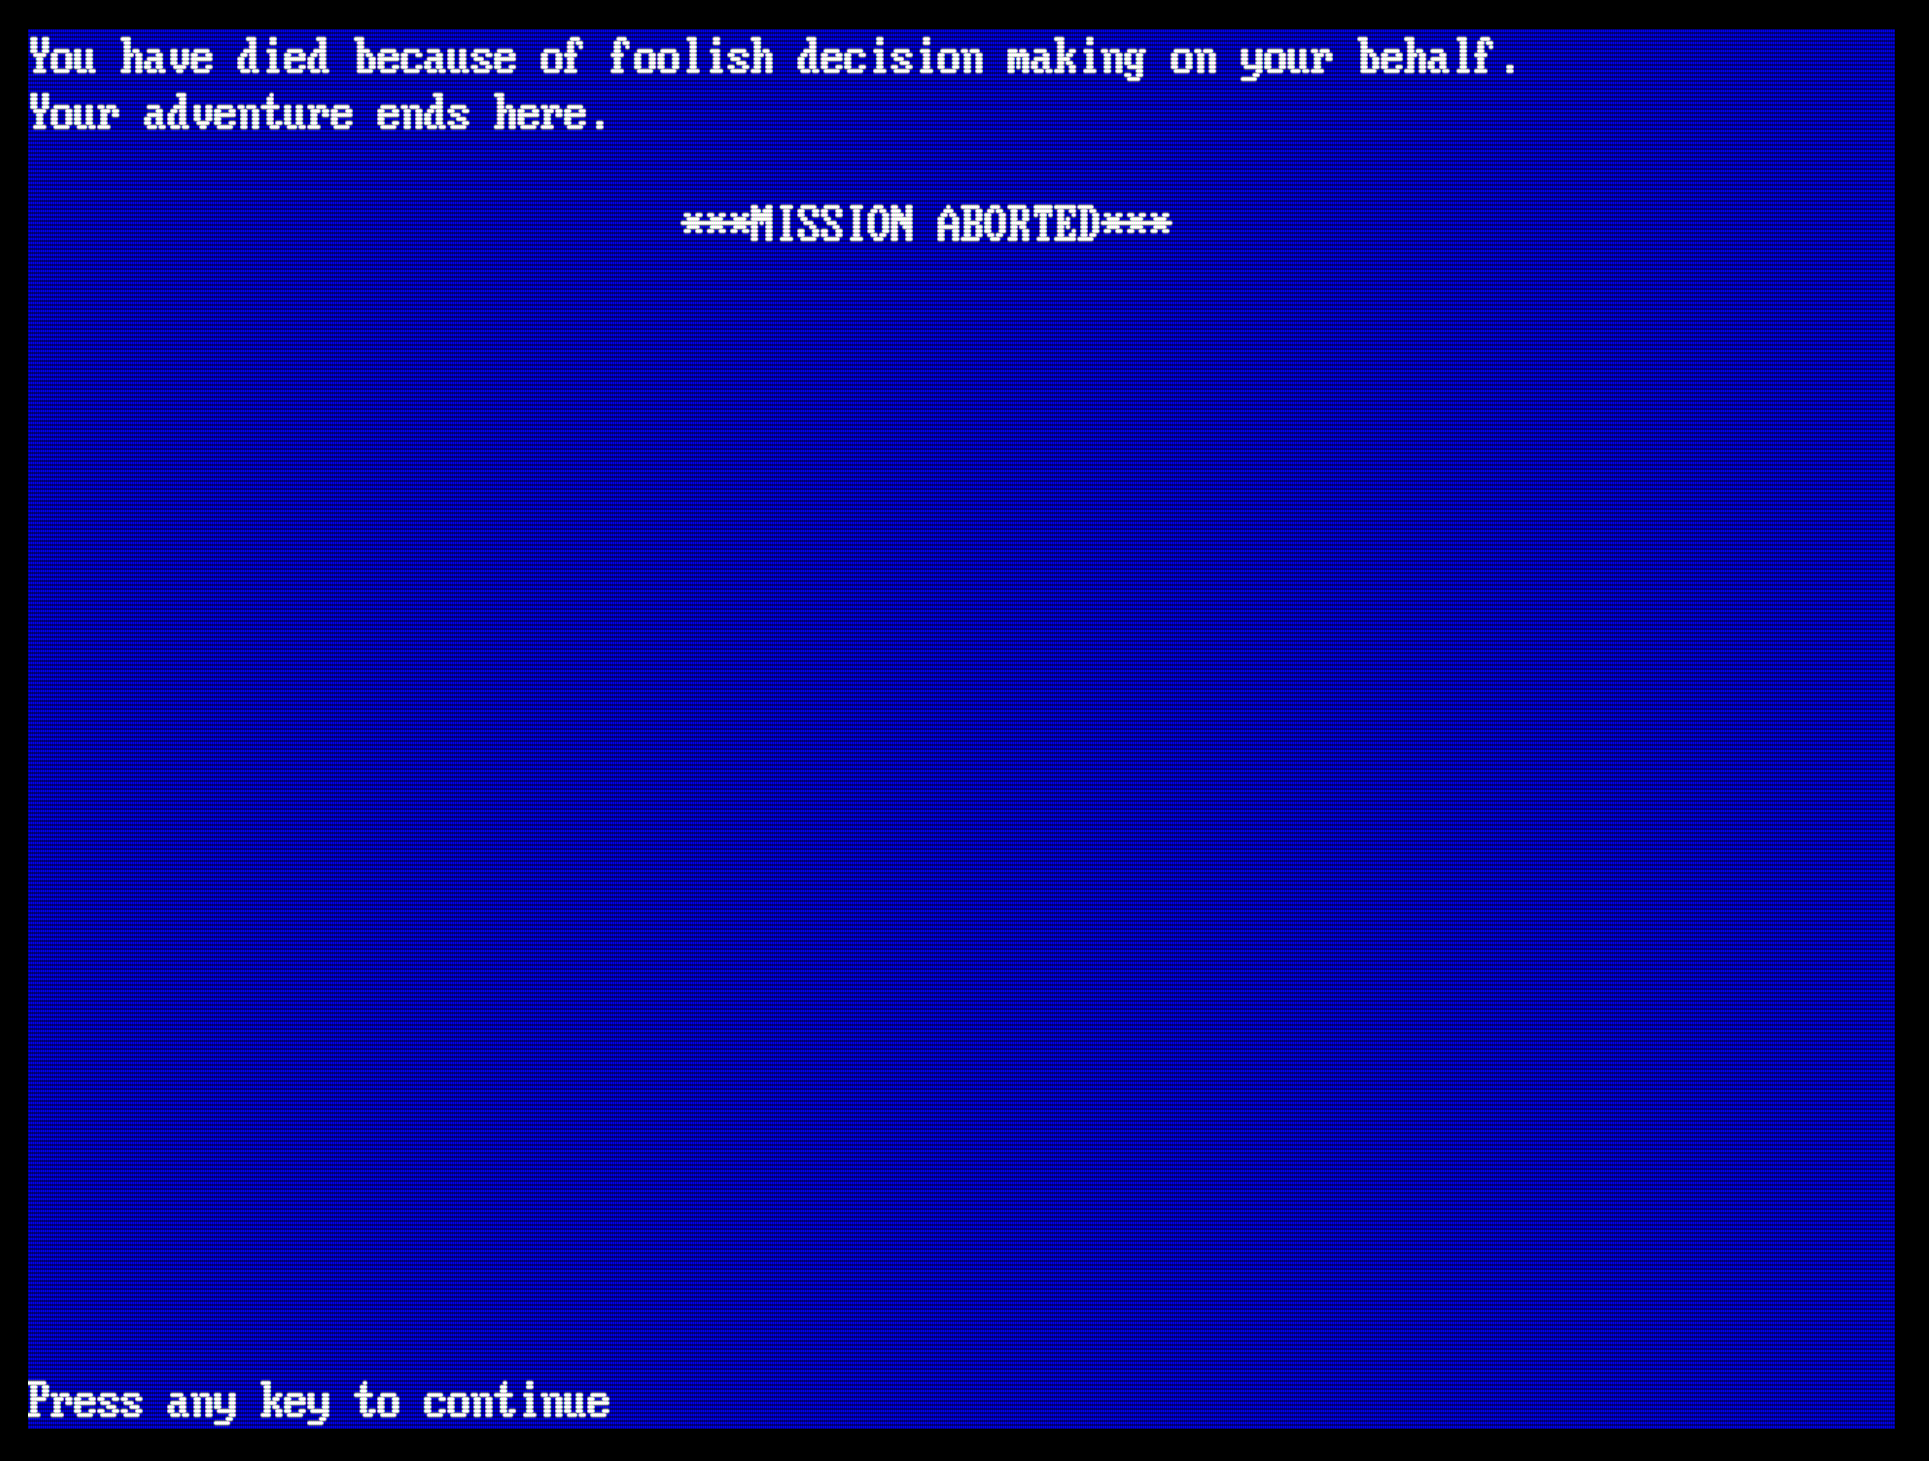 You have died because of foolish decision making on your behalf.
Your adventure ends here.
***MISSION ABORTED***
Press any key to continue